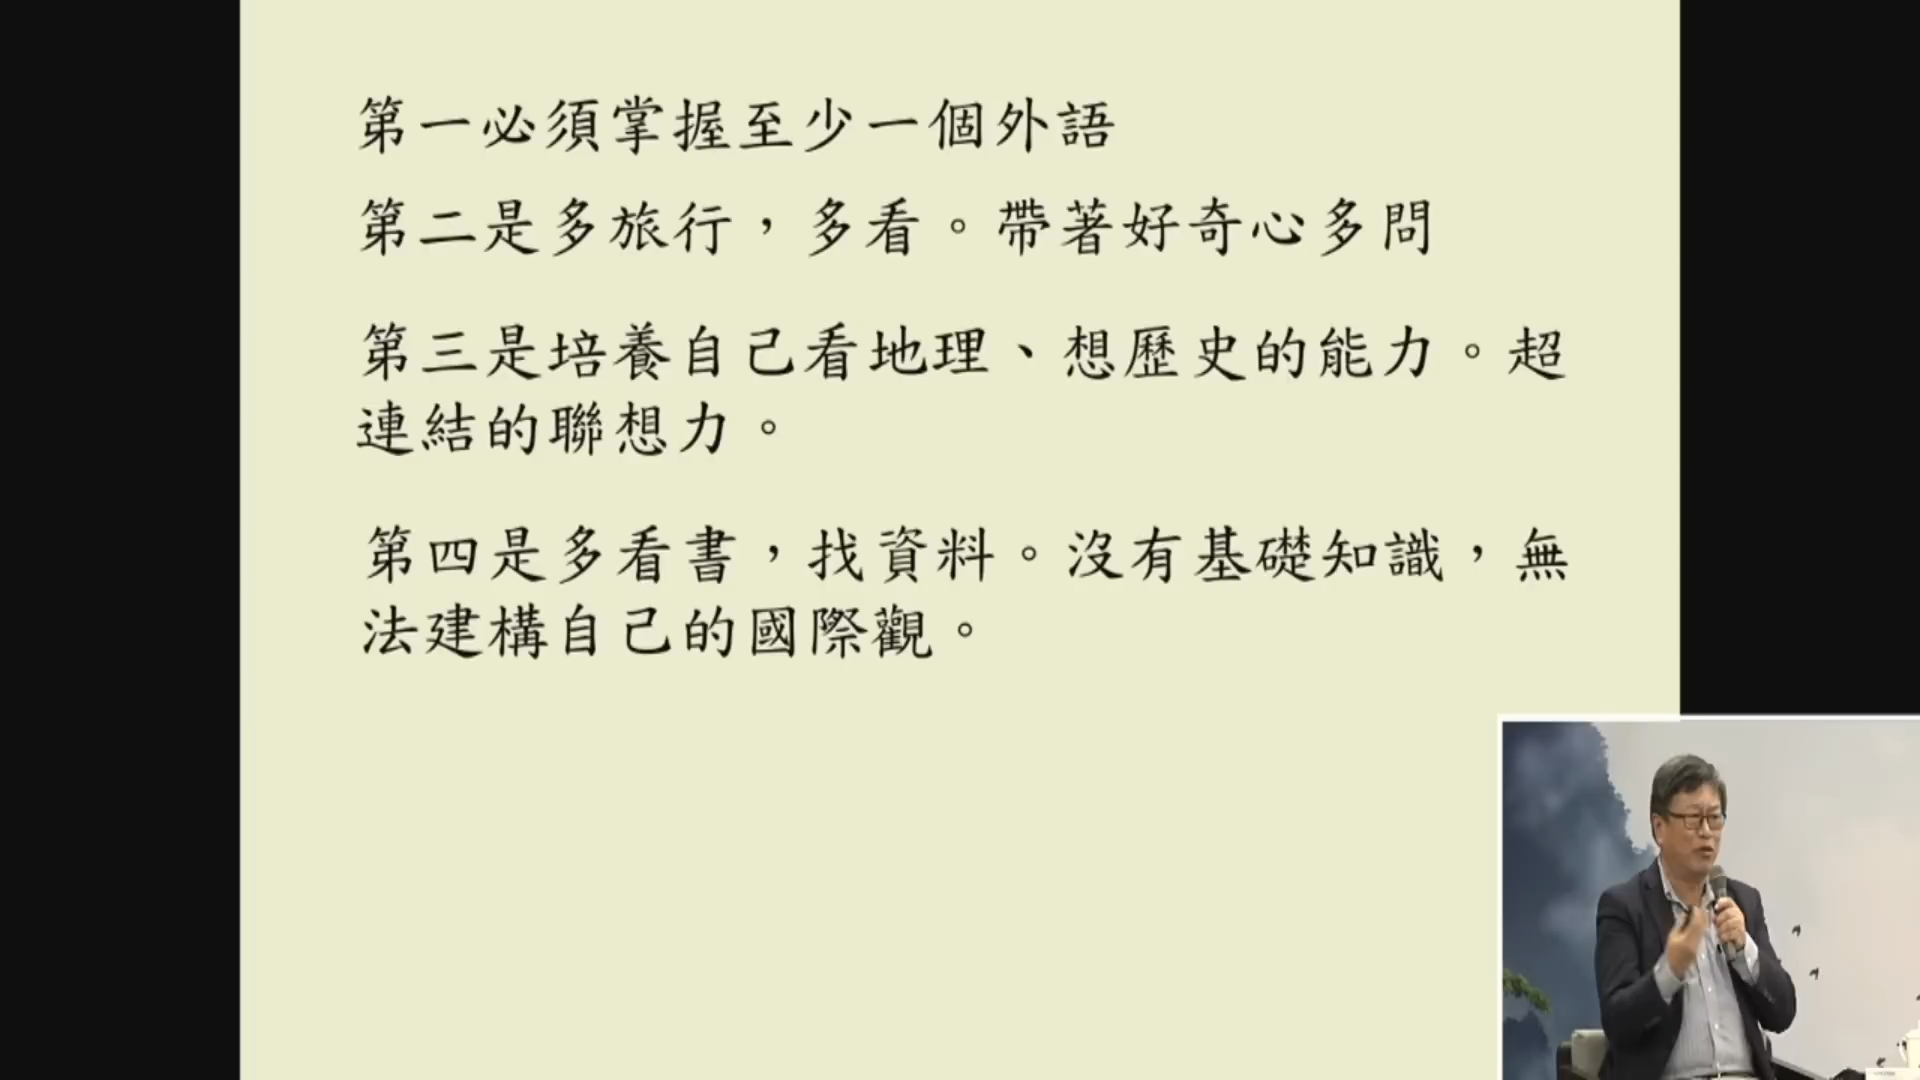 第一必須掌握至少一個外語
第二是多旅行，多看。帶著好奇心多問
第三是培養自己看地理、想歷史的能力。超
連結的聯想力。
第四是多看書，找資料。沒有基礎知識，無
法建構自己的國際觀。